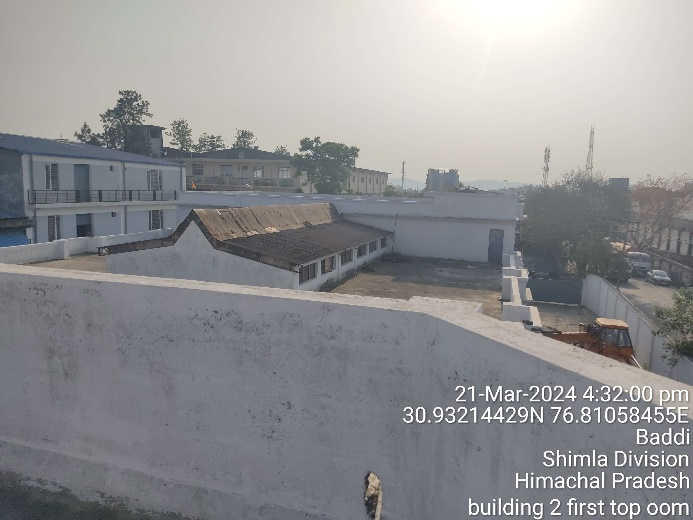 21-Mar-2024 4:32:00 pm
30.93214429N 76.81058455E
Baddi
Shimla Division
Himachal Pradesh
building 2 first top oom